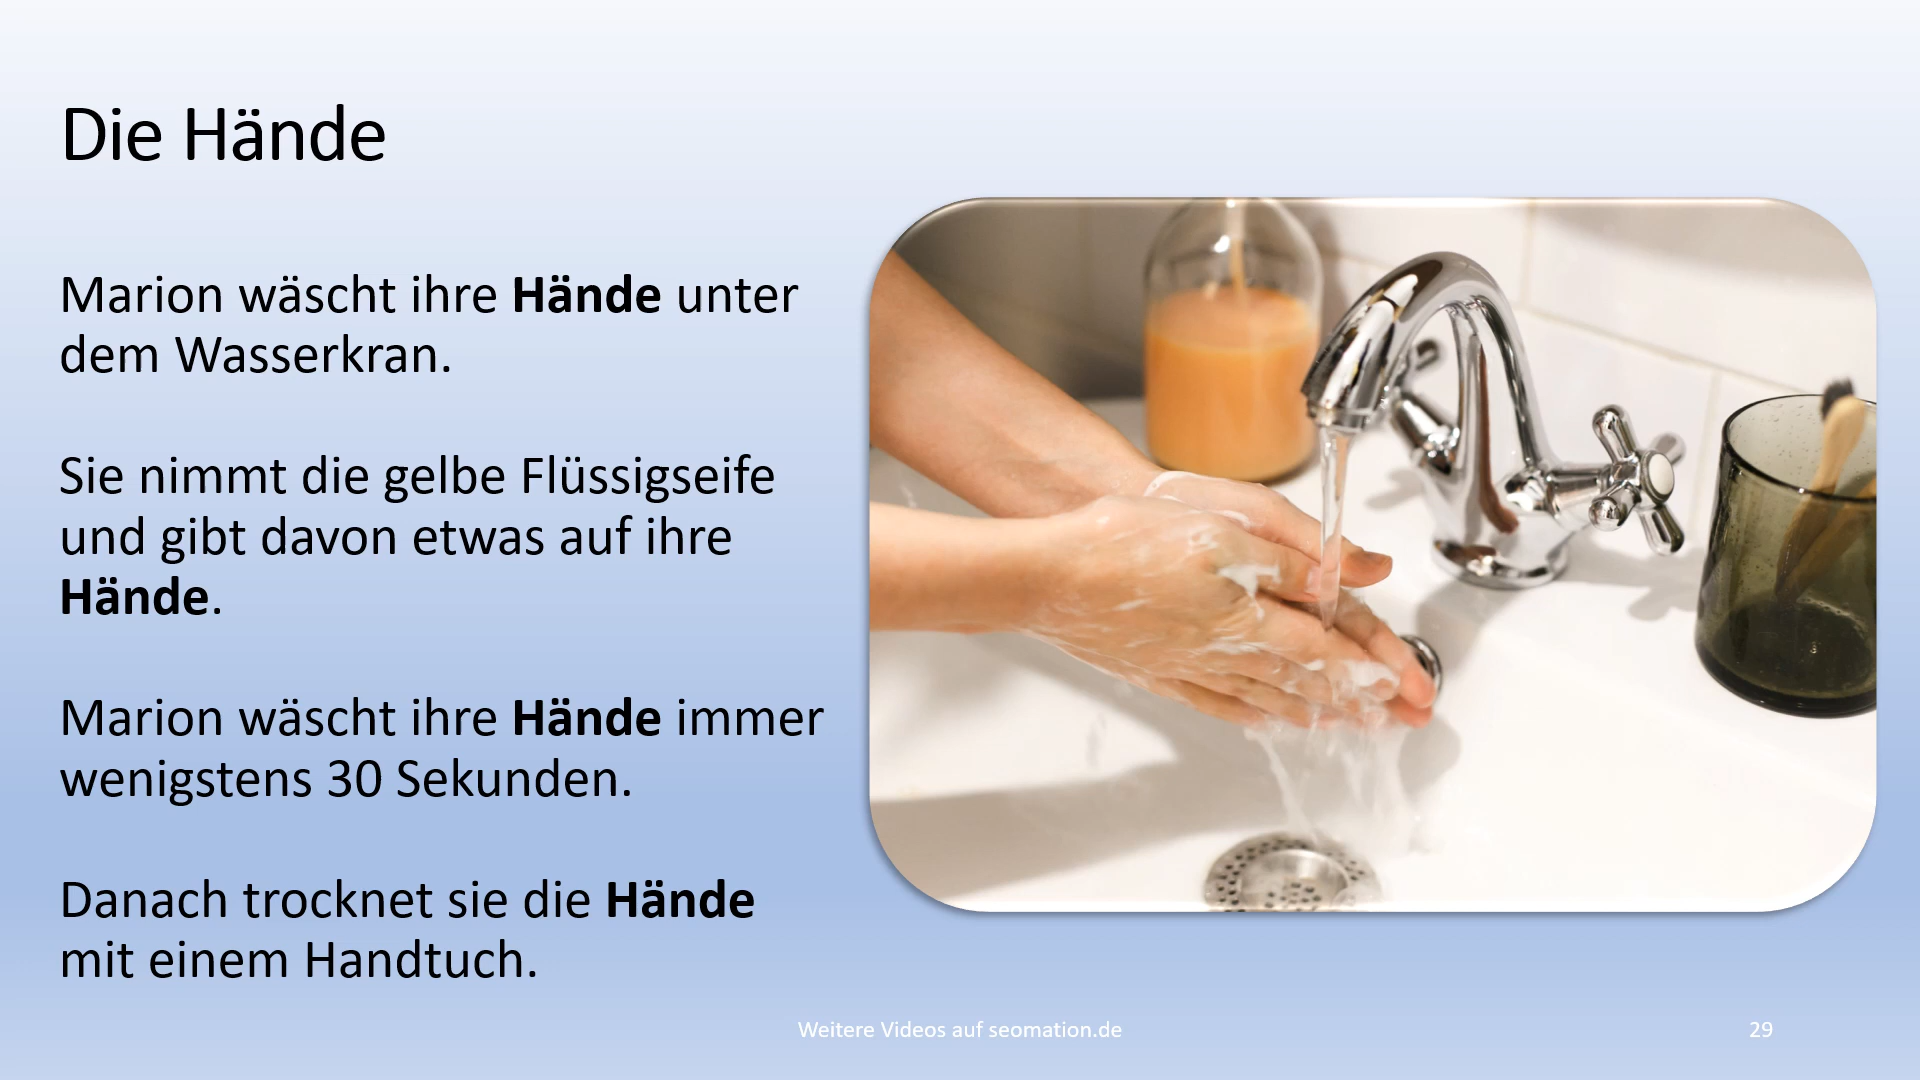 Die Hände
Marion wäscht ihre Hände unter
dem Wasserkran.
Sie nimmt die gelbe Flüssigseife
und gibt davon etwas auf ihre
Hände.
Marion wäscht ihre Hände immer
wenigstens 30 Sekunden.
Danach trocknet sie die Hände
mit einem Handtuch.
Weitere Videos auf seomation.de
29